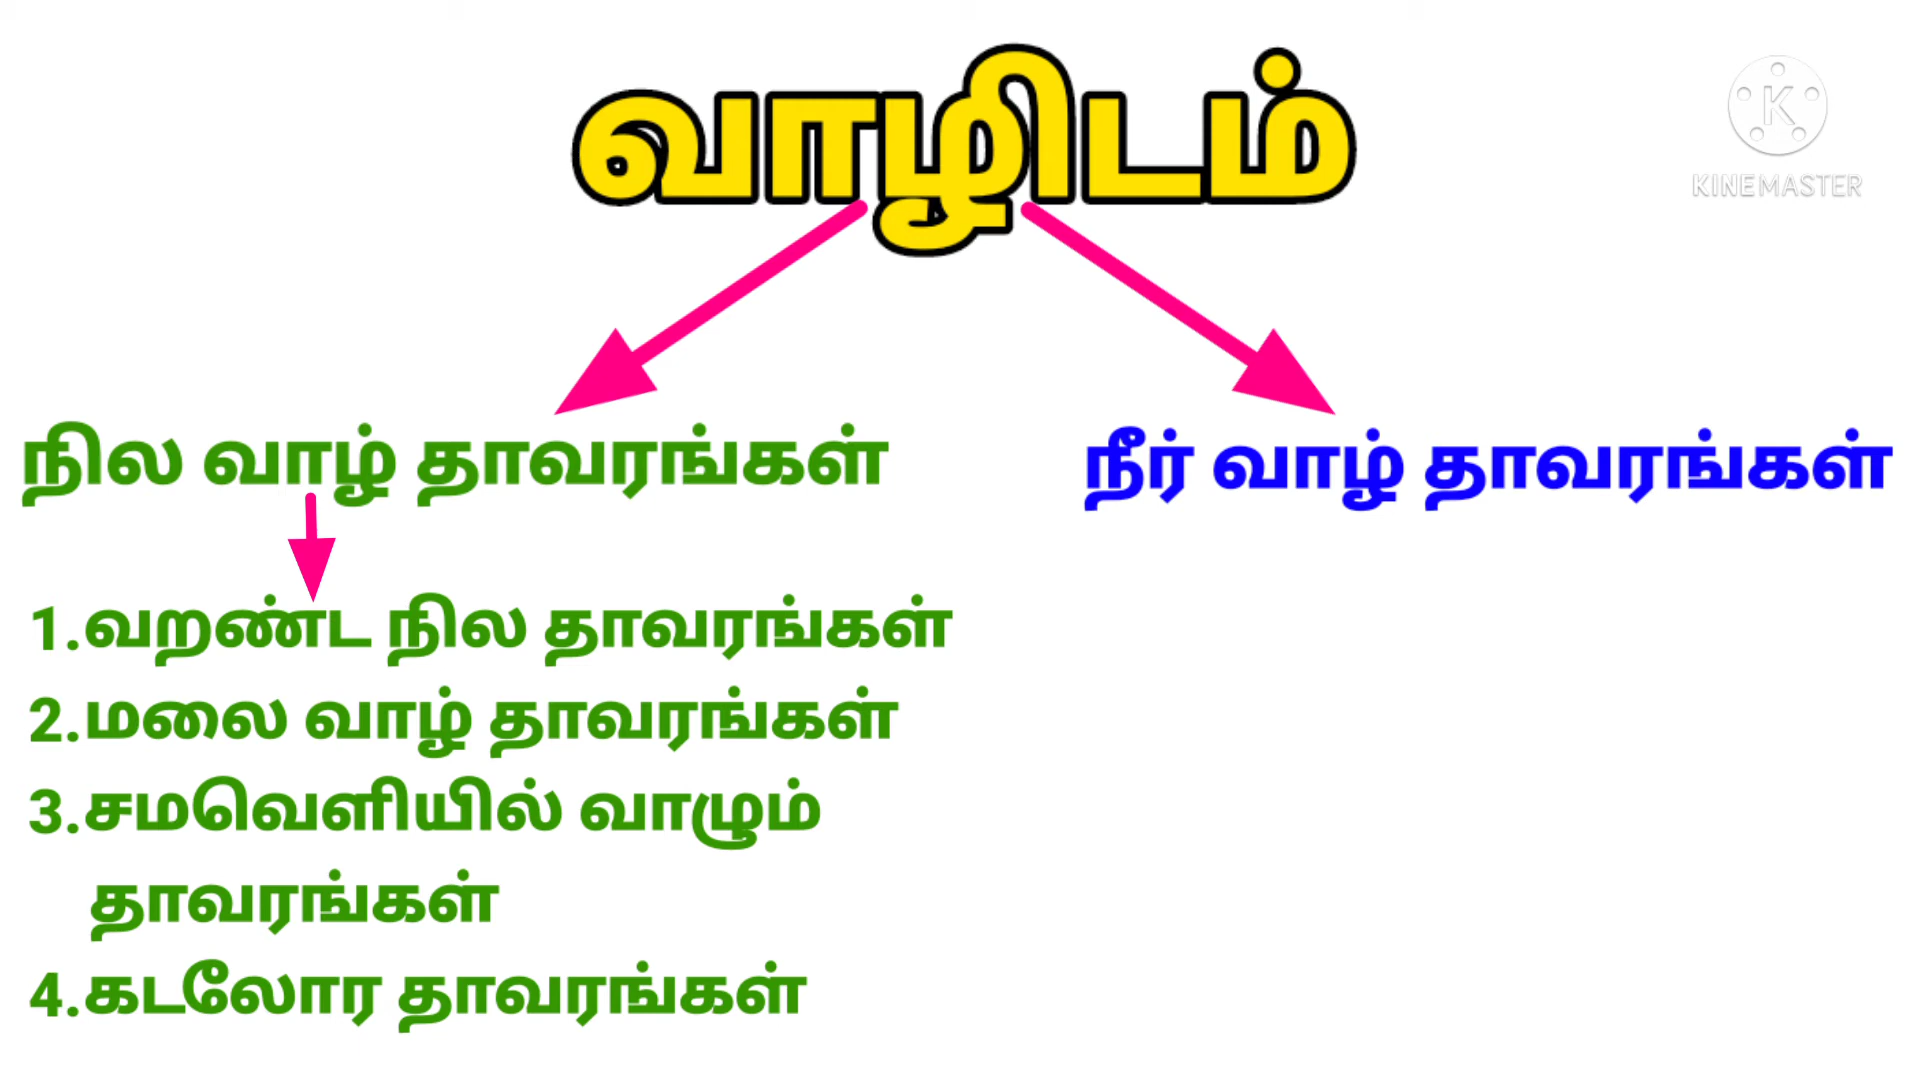 வாழிடம்
K
KINEMASTER
நில வாழ் தாவரங்கள்
நீர் வாழ் தாவரங்கள்
1.வறண்ட நில தாவரங்கள்
2.மலை வாழ் தாவரங்கள்
3.சமவெளியில் வாழும்
தாவரங்கள்
4.கடலோர தாவரங்கள்